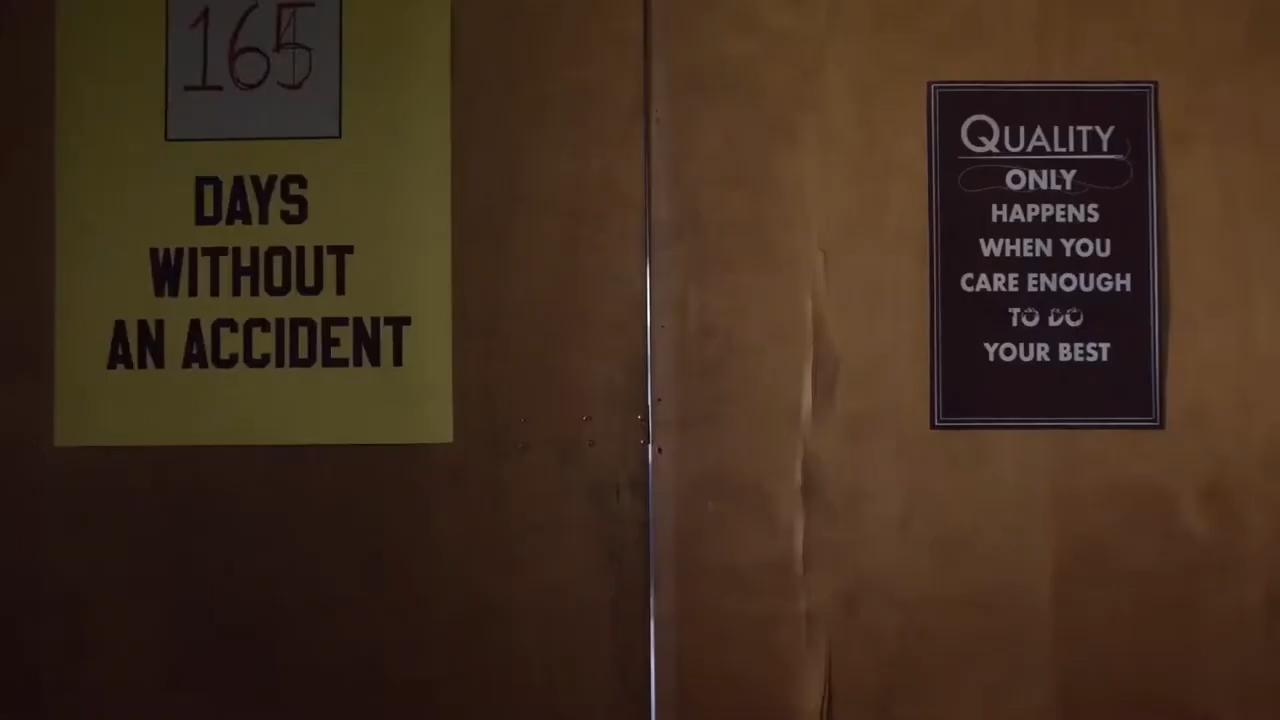 165
DAYS
WITHOUT
AN ACCIDENT
QUALITY
ONLY
HAPPENS
WHEN YOU
CARE ENOUGH
TO DO
YOUR BEST